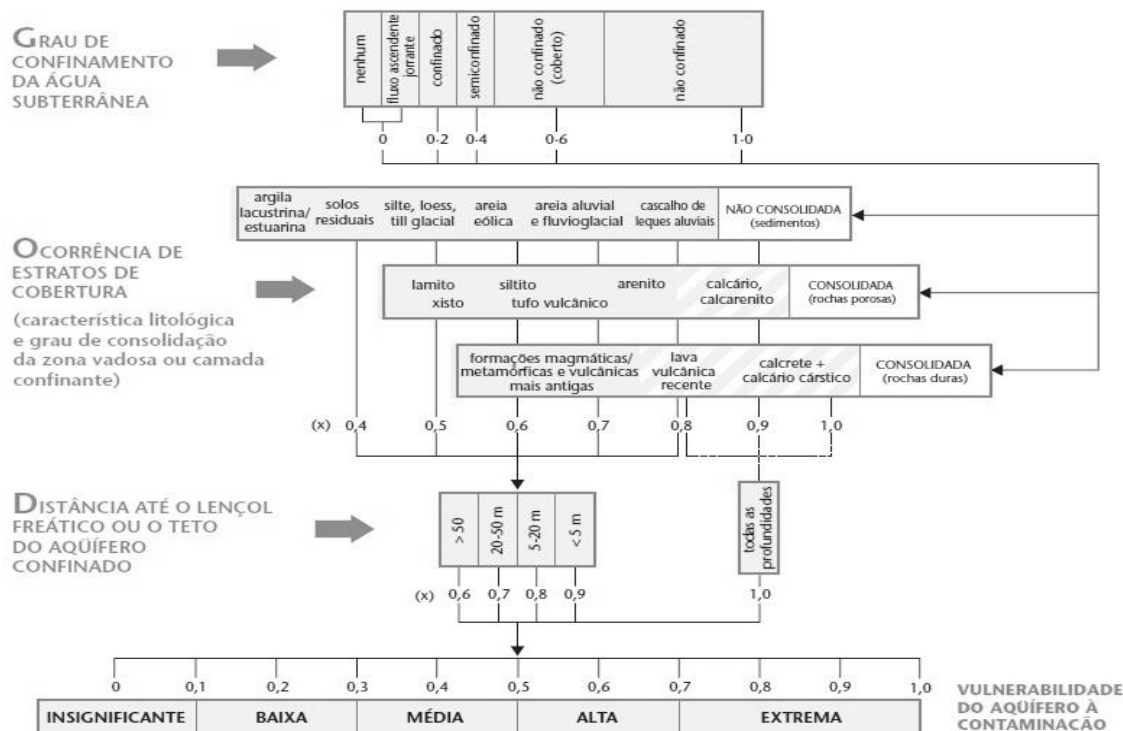 GRAU DE
CONFINAMENTO
DA ÁGUA
SUBTERRÂNEA
nenhum
fluxo ascendente
jorrante
confinado
semiconfinado
não confinado
(coberto)
não confinado
0 0·2 0·4 0·6 1·0
OCORRÊNCIA DE
ESTRATOS DE
COBERTURA
(característica litológica
e grau de consolidação
da zona vadosa ou camada
confinante)
argila
lacustrina/
estuarina
solos
residuais
silte, loess,
till glacial
areia
eólica
areia aluvial
e fluvioglacial
cascalho de
leques aluviais
NÃO CONSOLIDADA
(sedimentos)
lamito
xisto
siltito
tufo vulcânico
arenito
calcário,
calcarenito
CONSOLIDADA
(rochas porosas)
formações magmáticas/
metamórficas e vulcânicas
mais antigas
lava
vulcânica
recente
calcrete +
calcário cárstico
CONSOLIDADA
(rochas duras)
(x) 0,4 0,5 0,6 0,7 0,8 0,9 1,0
DISTÂNCIA ATÉ O LENÇOL
FREÁTICO OU O TETO
DO AQÜÍFERO
CONFINADO
> 50
20-50 m
5-20 m
< 5 m
todas as
profundidades
(x) 0,6 0,7 0,8 0,9 1,0
0 0,1 0,2 0,3 0,4 0,5 0,6 0,7 0,8 0,9 1,0
INSIGNIFICANTE BAIXA MÉDIA ALTA EXTREMA
VULNERABILIDADE
DO AQÜÍFERO À
CONTAMINAÇÃO